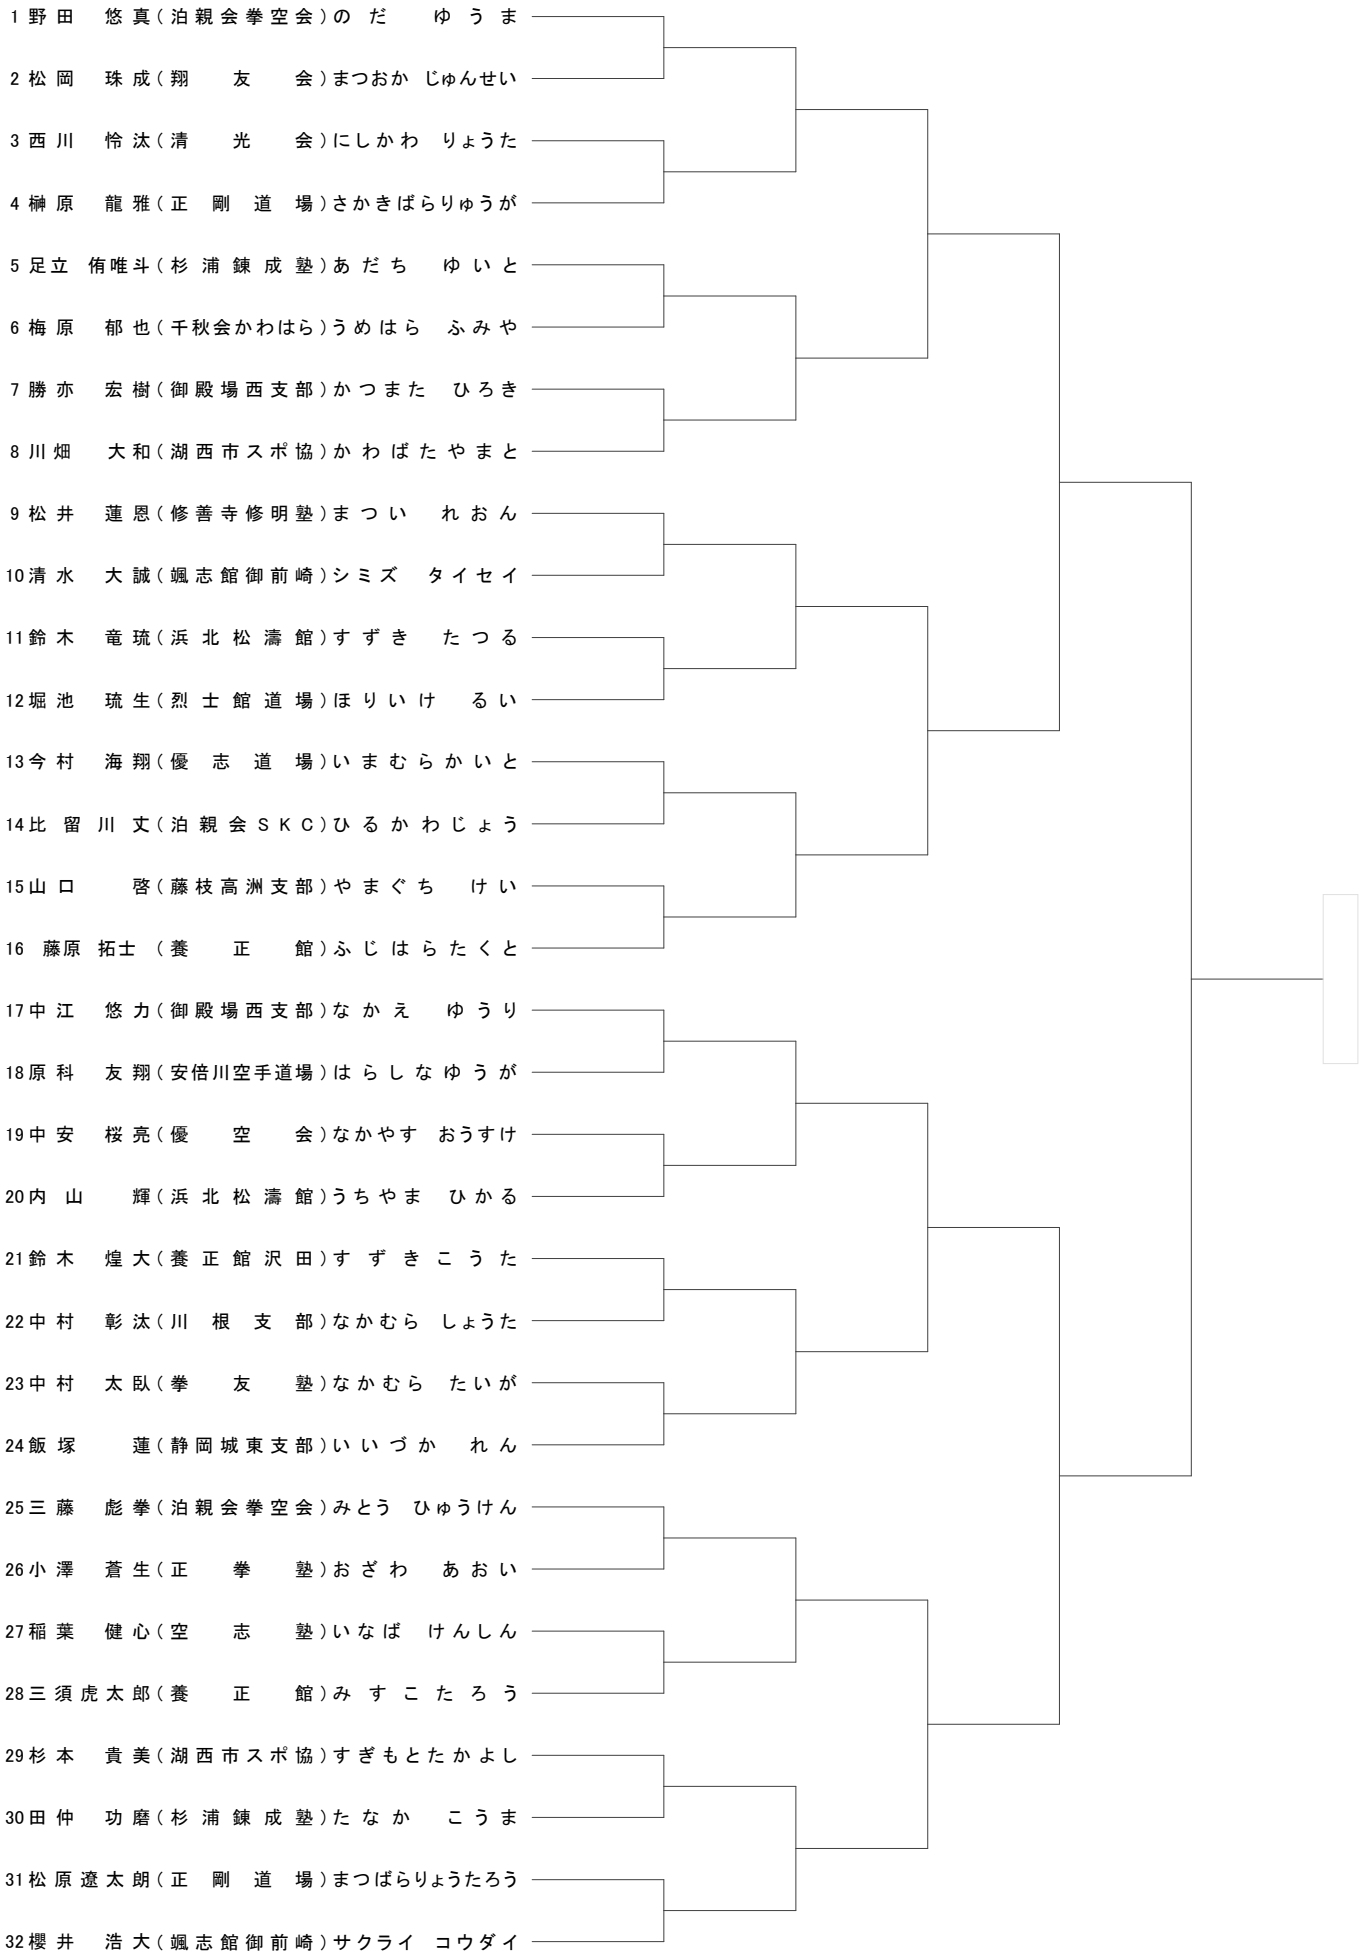 1 野田 悠真(泊親会拳空会)のだ ゆうま
2 松岡 珠成(翔友会)まつおか じゅんせい
3 西川 怜汰(清光会)にしかわ りょうた
4 榊原 龍雅(正剛道場)さかきばらりゅうが
5 足立 侑唯斗(杉浦錬成塾)あだち ゆいと
6 梅原 郁也(千秋会かわはら)うめはら ふみや
7 勝亦 宏樹(御殿場西支部)かつまた ひろき
8 川畑 大和(湖西市スポ協)かわばたやまと
9 松井 蓮恩(修善寺修明塾)まつい れおん
10 清水 大誠(颯志館御前崎)シミズ タイセイ
11 鈴木 竜琉(浜北松濤館)すずき たつる
12 堀池 琉生(烈士館道場)ほりいけ るい
13 今村 海翔(優志道場)いまむらかいと
14 比留川丈(泊親会SKC)ひるかわじょう
15 山口 啓(藤枝高洲支部)やまぐち けい
16 藤原 拓士 (養正館)ふじはらたくと
17 中江 悠力(御殿場西支部)なかえ ゆうり
18 原科 友翔(安倍川空手道場)はらしなゆうが
19 中安 桜亮(優空会)なかやす おうすけ
20 内山 輝(浜北松濤館)うちやま ひかる
21 鈴木 煌大(養正館沢田)すずきこうた
22 中村 彰汰(川根支部)なかむら しょうた
23 中村 太臥(拳友塾)なかむら たいが
24 飯塚 蓮(静岡城東支部)いいづか れん
25 三藤 彪拳(泊親会拳空会)みとう ひゅうけん
26 小澤 蒼生(正拳塾)おざわ あおい
27 稲葉 健心(空志塾)いなば けんしん
28 三須虎太郎(養正館)みすこたろう
29 杉本 貴美(湖西市スポ協)すぎもとたかよし
30 田仲 功磨(杉浦錬成塾)たなか こうま
31 松原遼太朗(正剛道場)まつばらりょうたろう
32 櫻井 浩大(颯志館御前崎)サクライ コウダイ